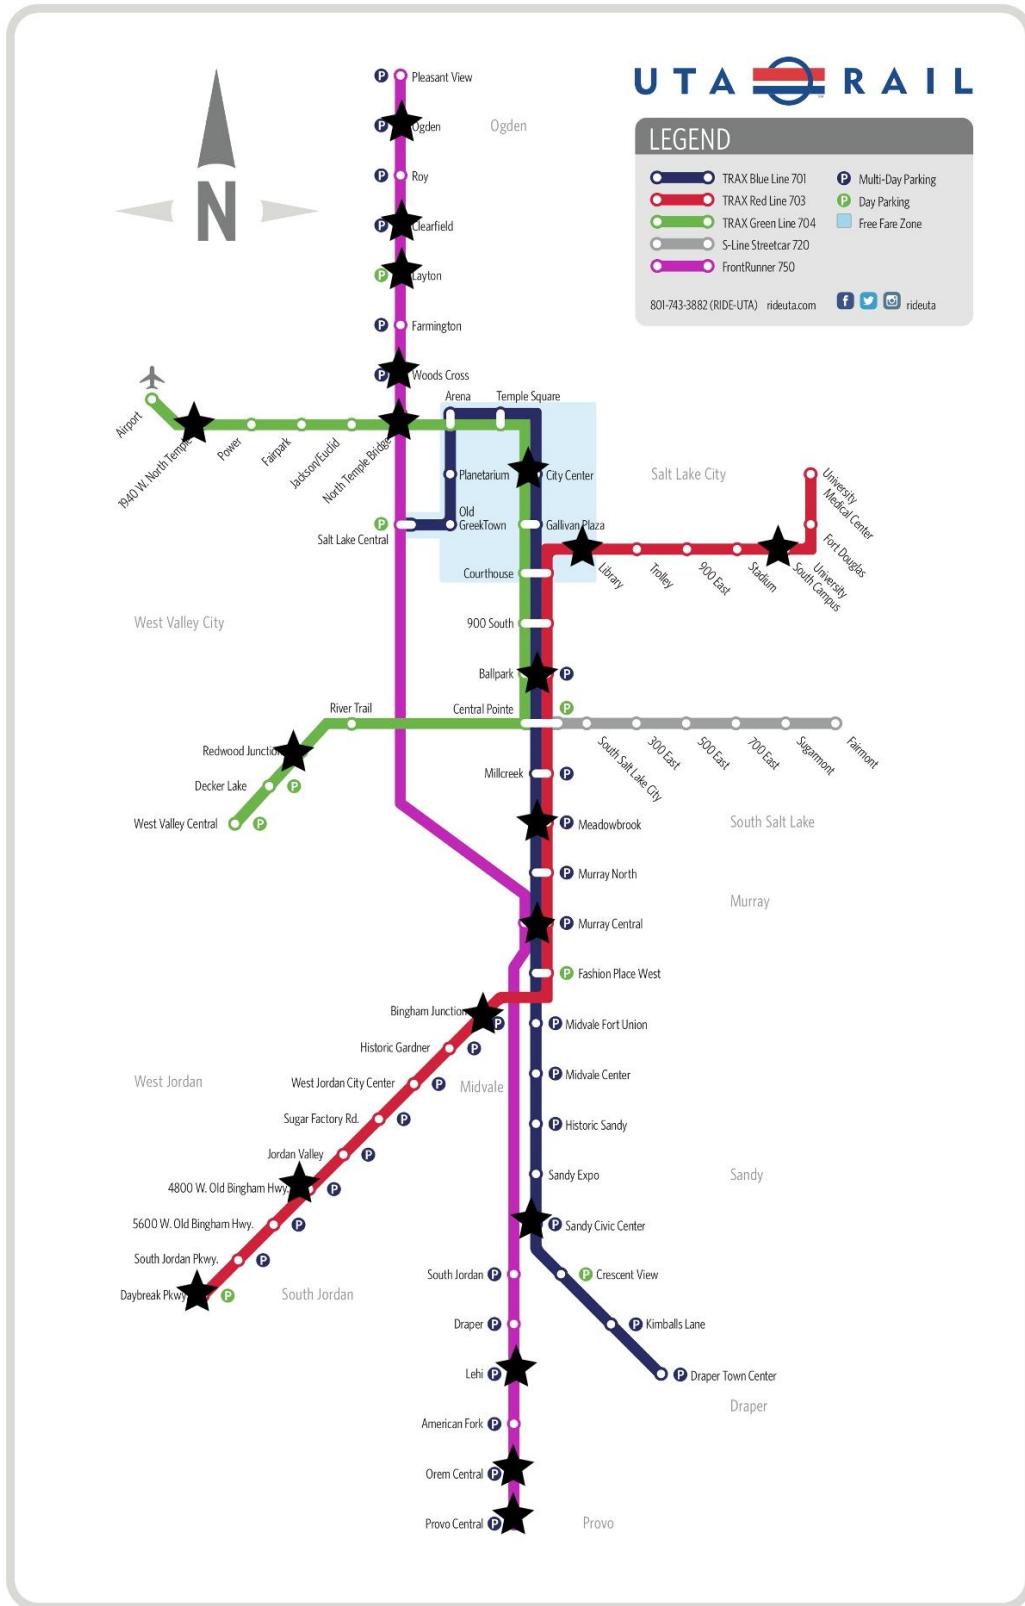 UTA RAIL
LEGEND
TRAX Blue Line 701
TRAX Red Line 703
TRAX Green Line 704
S-Line Streetcar 720
FrontRunner 750
P Multi-Day Parking
P Day Parking
Free Fare Zone
801-743-3882 (RIDE-UTA) rideuta.com
rideuta
N
P Pleasant View
P Ogden
Ogden
P Roy
P Clearfield
P Layton
P Farmington
P Woods Cross
Airport
1940 W. North Temple
Power
Fairpark
Jackson/Euclid
North Temple Bridge
Arena
Temple Square
Planetarium
City Center
Salt Lake City
Old
GreekTown
Gallivan Plaza
P
Salt Lake Central
Courthouse
Library
Trolley
900 East
Stadium
University
South Campus
Fort Douglas
University
Medical Center
West Valley City
900 South
Ballpark P
Central Pointe P
River Trail
Redwood Junction
Decker Lake P
West Valley Central P
South Salt Lake City
300 East
500 East
700 East
Sugarmont
Fairmont
Millcreek P
P Meadowbrook
South Salt Lake
P Murray North
Murray
P Murray Central
P Fashion Place West
Bingham Junction P
P Midvale Fort Union
Historic Gardner P
P Midvale Center
West Jordan
West Jordan City Center P
Midvale
Sugar Factory Rd. P
P Historic Sandy
Jordan Valley P
Sandy Expo
Sandy
4800 W. Old Bingham Hwy. P
5600 W. Old Bingham Hwy. P
P Sandy Civic Center
South Jordan Pkwy. P
South Jordan P
P Crescent View
Daybreak Pkwy P
South Jordan
Draper P
P Kimballs Lane
Lehi P
P Draper Town Center
Draper
American Fork P
Orem Central P
Provo Central P
Provo